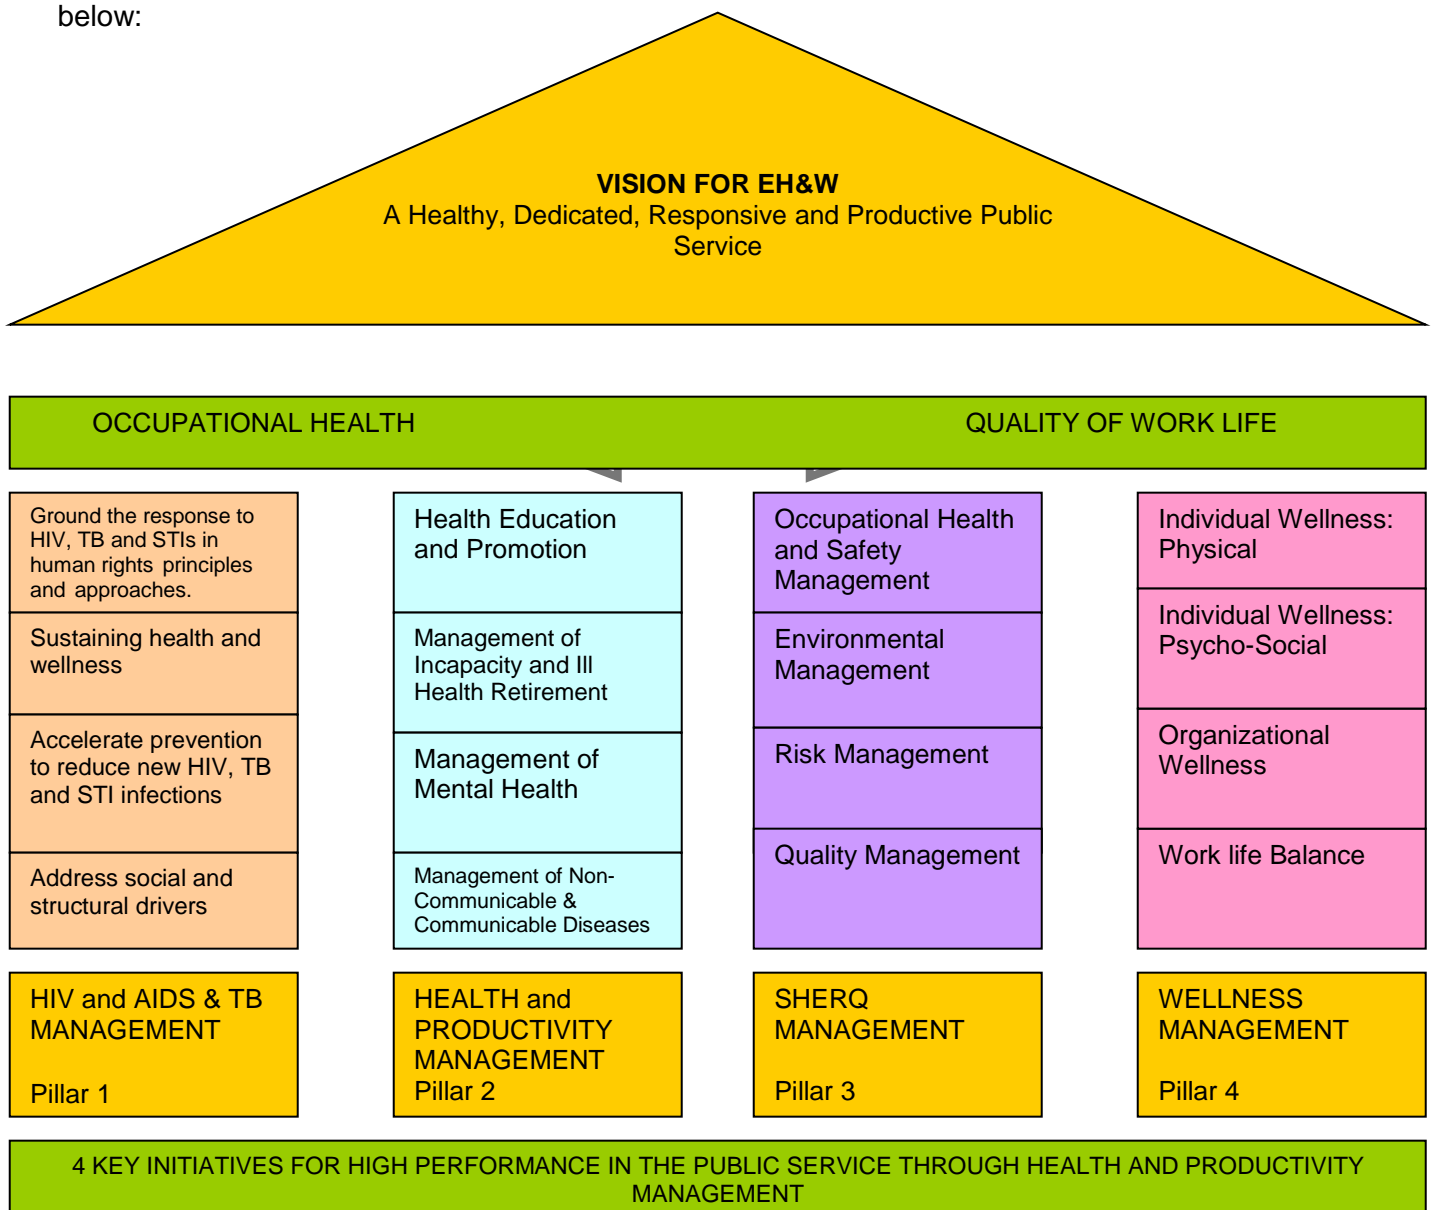 below:
VISION FOR EH&W
A Healthy, Dedicated, Responsive and Productive Public
Service
OCCUPATIONAL HEALTH
QUALITY OF WORK LIFE
Ground the response to
HIV, TB and STIs in
human rights principles
and approaches.
Sustaining health and
wellness
Accelerate prevention
to reduce new HIV, TB
and STI infections
Address social and
structural drivers
HIV and AIDS & TB
MANAGEMENT
Pillar 1
Health Education
and Promotion
Management of
Incapacity and Ill
Health Retirement
Management of
Mental Health
Management of Non-
Communicable &
Communicable Diseases
HEALTH and
PRODUCTIVITY
MANAGEMENT
Pillar 2
Occupational Health
and Safety
Management
Environmental
Management
Risk Management
Quality Management
SHERQ
MANAGEMENT
Pillar 3
Individual Wellness:
Physical
Individual Wellness:
Psycho-Social
Organizational
Wellness
Work life Balance
WELLNESS
MANAGEMENT
Pillar 4
4 KEY INITIATIVES FOR HIGH PERFORMANCE IN THE PUBLIC SERVICE THROUGH HEALTH AND PRODUCTIVITY
MANAGEMENT